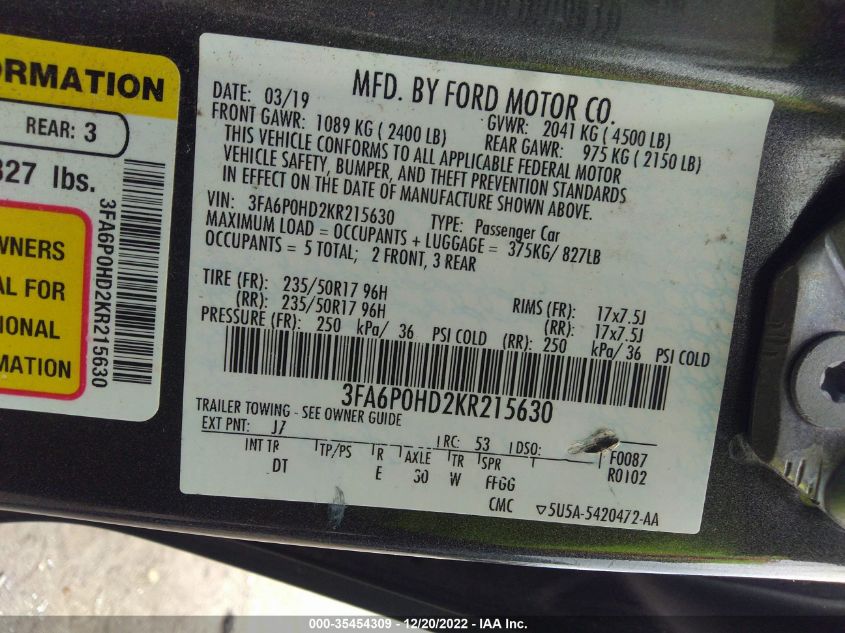 ORMATION
REAR: 3
827 lbs.
OWNERS
AL FOR
IONAL
RMATION
3FA6P0HD2KR215630
MFD. BY FORD MOTOR CO.
DATE: 03/19 GVWR: 2041 KG ( 4500 LB)
FRONT GAWR: 1089 KG ( 2400 LB) REAR GAWR: 975 KG ( 2150 LB)
THIS VEHICLE CONFORMS TO ALL APPLICABLE FEDERAL MOTOR
VEHICLE SAFETY, BUMPER, AND THEFT PREVENTION STANDARDS
IN EFFECT ON THE DATE OF MANUFACTURE SHOWN ABOVE.
VIN: 3FA6P0HD2KR215630 TYPE: Passenger Car
MAXIMUM LOAD = OCCUPANTS + LUGGAGE = 375KG/ 827LB
OCCUPANTS = 5 TOTAL; 2 FRONT, 3 REAR
TIRE (FR): 235/50R17 96H RIMS (FR): 17x7.5J
(RR): 235/50R17 96H (RR): 17x7.5J
PRESSURE (FR): 250 kPa/ 36 PSI COLD (RR): 250 kPa/36 PSI COLD
3FA6P0HD2KR215630
TRAILER TOWING - SEE OWNER GUIDE
EXT PNT: J7 RC: 53 DSO: F0087
INT TR TP/PS R AXLE TR SPR R0102
DT E 30 W FFGG
CMC ▽5U5A-5420472-AA
000-35454309 - 12/20/2022 - IAA Inc.